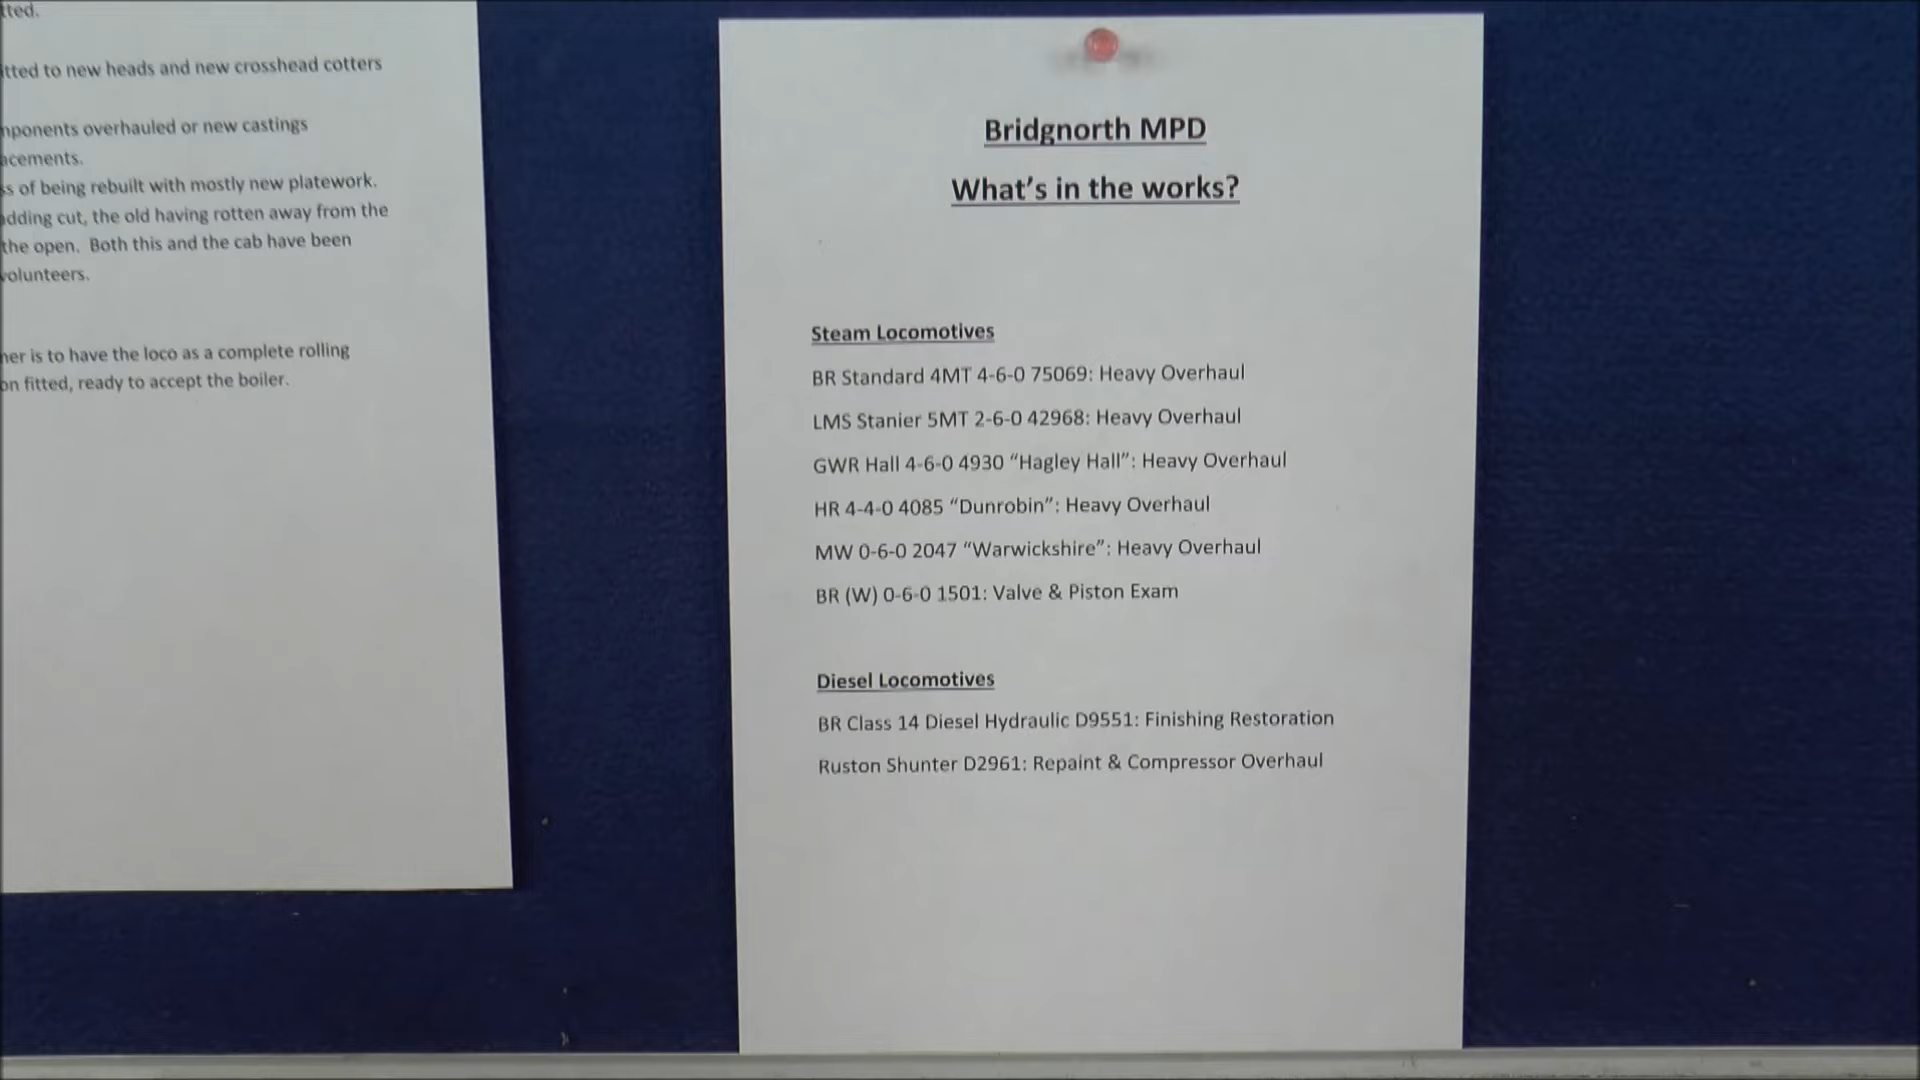 tted.
itted to new heads and new crosshead cotters
mponents overhauled or new castings
acements.
ss of being rebuilt with mostly new platework.
adding cut, the old having rotten away from the
the open. Both this and the cab have been
volunteers.
ner is to have the loco as a complete rolling
on fitted, ready to accept the boiler.
Bridgnorth MPD
What's in the works?
Steam Locomotives
BR Standard 4MT 4-6-0 75069: Heavy Overhaul
LMS Stanier 5MT 2-6-0 42968: Heavy Overhaul
GWR Hall 4-6-0 4930 “Hagley Hall”: Heavy Overhaul
HR 4-4-0 4085 “Dunrobin”: Heavy Overhaul
MW 0-6-0 2047 “Warwickshire”: Heavy Overhaul
BR (W) 0-6-0 1501: Valve & Piston Exam
Diesel Locomotives
BR Class 14 Diesel Hydraulic D9551: Finishing Restoration
Ruston Shunter D2961: Repaint & Compressor Overhaul